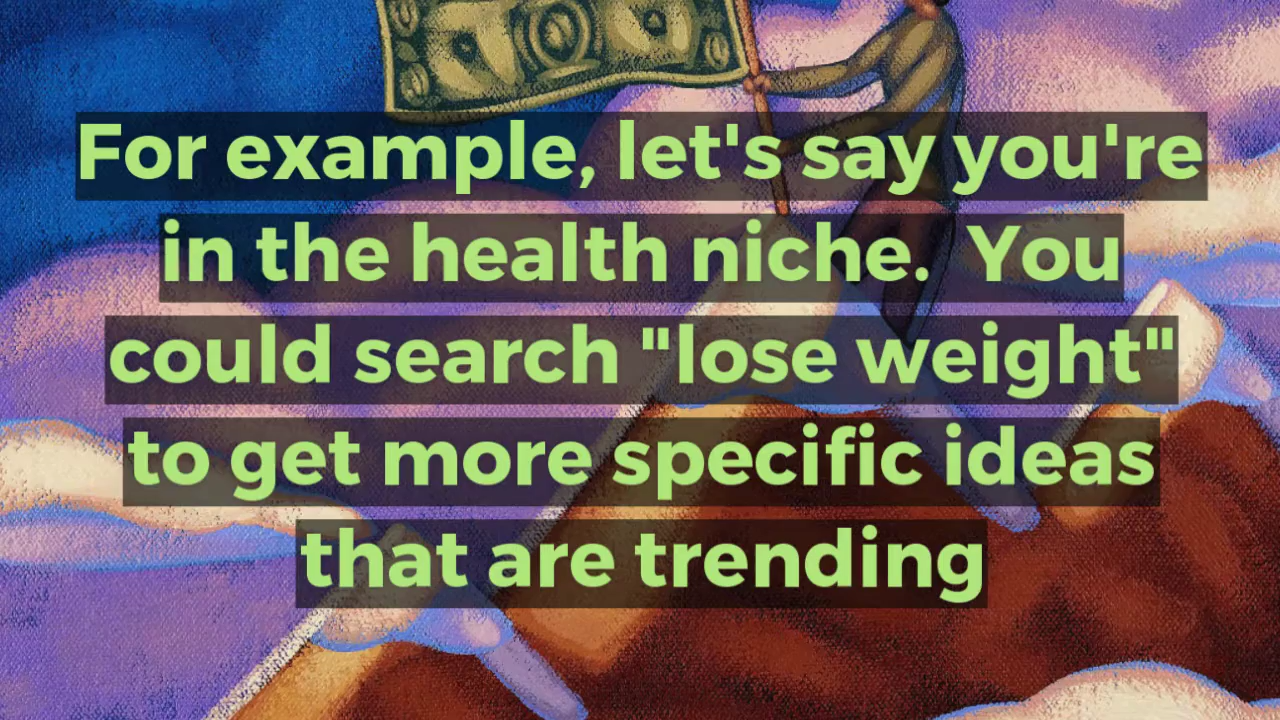 For example, let's say you're
in the health niche.  You
could search "lose weight"
to get more specific ideas
that are trending